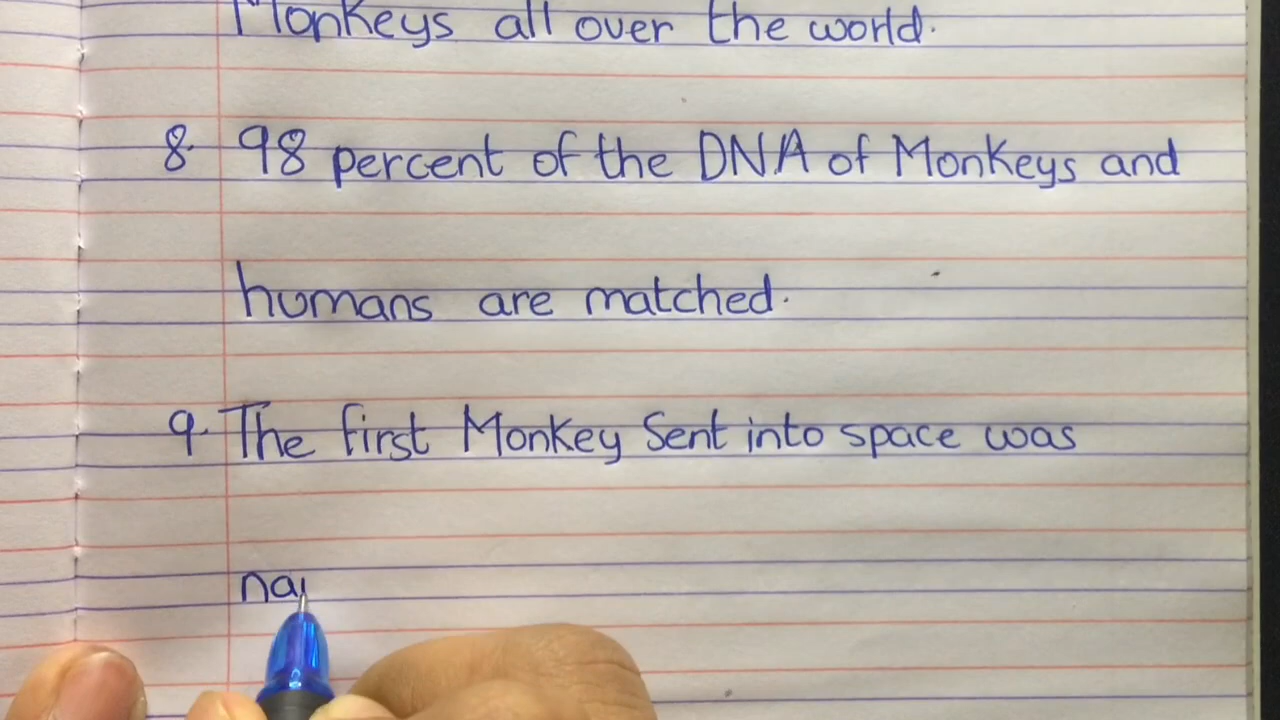 Monkeys all over the world.
8. 98 percent of the DNA of Monkeys and
humans are matched.
9. The first Monkey Sent into space was
na